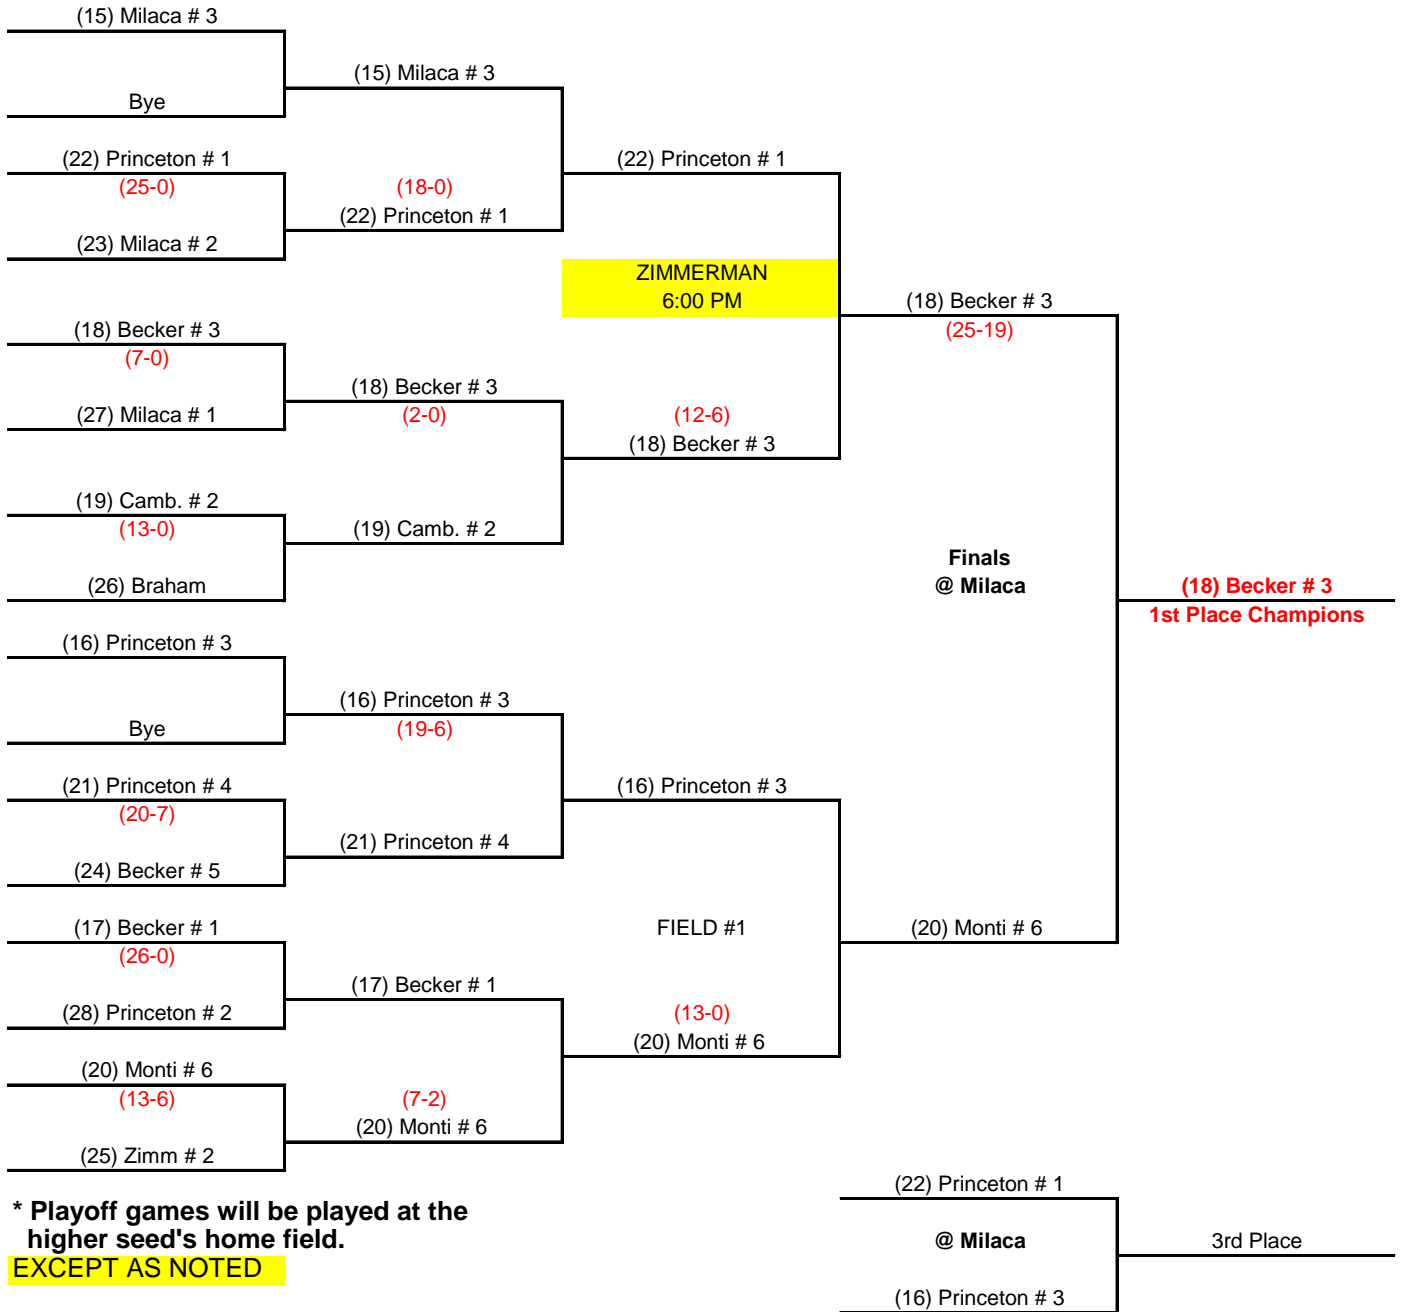 (15) Milaca # 3
Bye
(22) Princeton # 1
(25-0)
(23) Milaca # 2
(18) Becker # 3
(7-0)
(27) Milaca # 1
(19) Camb. # 2
(13-0)
(26) Braham
(16) Princeton # 3
Bye
(21) Princeton # 4
(20-7)
(24) Becker # 5
(17) Becker # 1
(26-0)
(28) Princeton # 2
(20) Monti # 6
(13-6)
(25) Zimm # 2
(15) Milaca # 3
(18-0)
(22) Princeton # 1
(18) Becker # 3
(2-0)
(19) Camb. # 2
(16) Princeton # 3
(19-6)
(21) Princeton # 4
(17) Becker # 1
(7-2)
(20) Monti # 6
(22) Princeton # 1
ZIMMERMAN
6:00 PM
(12-6)
(18) Becker # 3
(16) Princeton # 3
FIELD #1
(13-0)
(20) Monti # 6
(18) Becker # 3
(25-19)
Finals
@ Milaca
(20) Monti # 6
(18) Becker # 3
1st Place Champions
(22) Princeton # 1
@ Milaca
(16) Princeton # 3
3rd Place
* Playoff games will be played at the
higher seed's home field.
EXCEPT AS NOTED